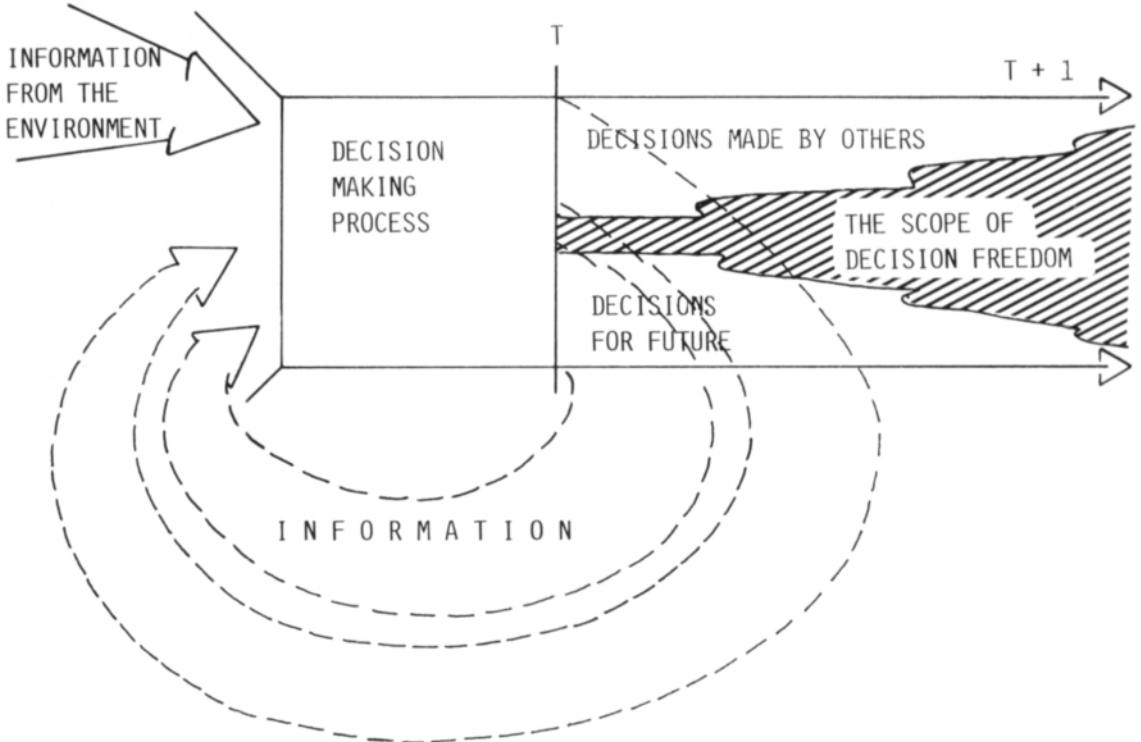 INFORMATION
FROM THE
ENVIRONMENT
T
T + 1
DECISION
MAKING
PROCESS
DECISIONS MADE BY OTHERS
THE SCOPE OF
DECISION FREEDOM
DECISIONS
FOR FUTURE
INFORMATION